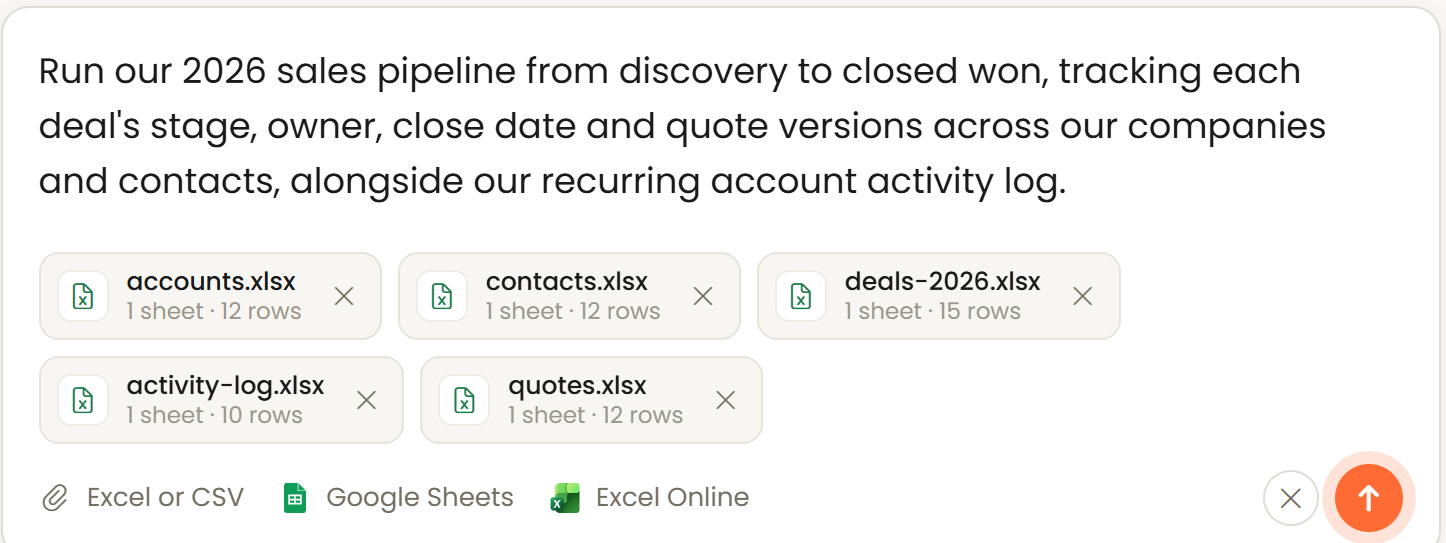 Run our 2026 sales pipeline from discovery to closed won, tracking each
deal's stage, owner, close date and quote versions across our companies
and contacts, alongside our recurring account activity log.
accounts.xlsx
1 sheet · 12 rows
contacts.xlsx
1 sheet · 12 rows
deals-2026.xlsx
1 sheet · 15 rows
activity-log.xlsx
1 sheet · 10 rows
quotes.xlsx
1 sheet · 12 rows
Excel or CSV
Google Sheets
Excel Online